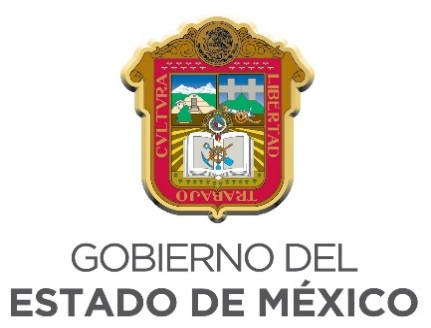 CVLTVRA
LIBERTAD
TRABAJO
GOBIERNO DEL
ESTADO DE MÉXICO